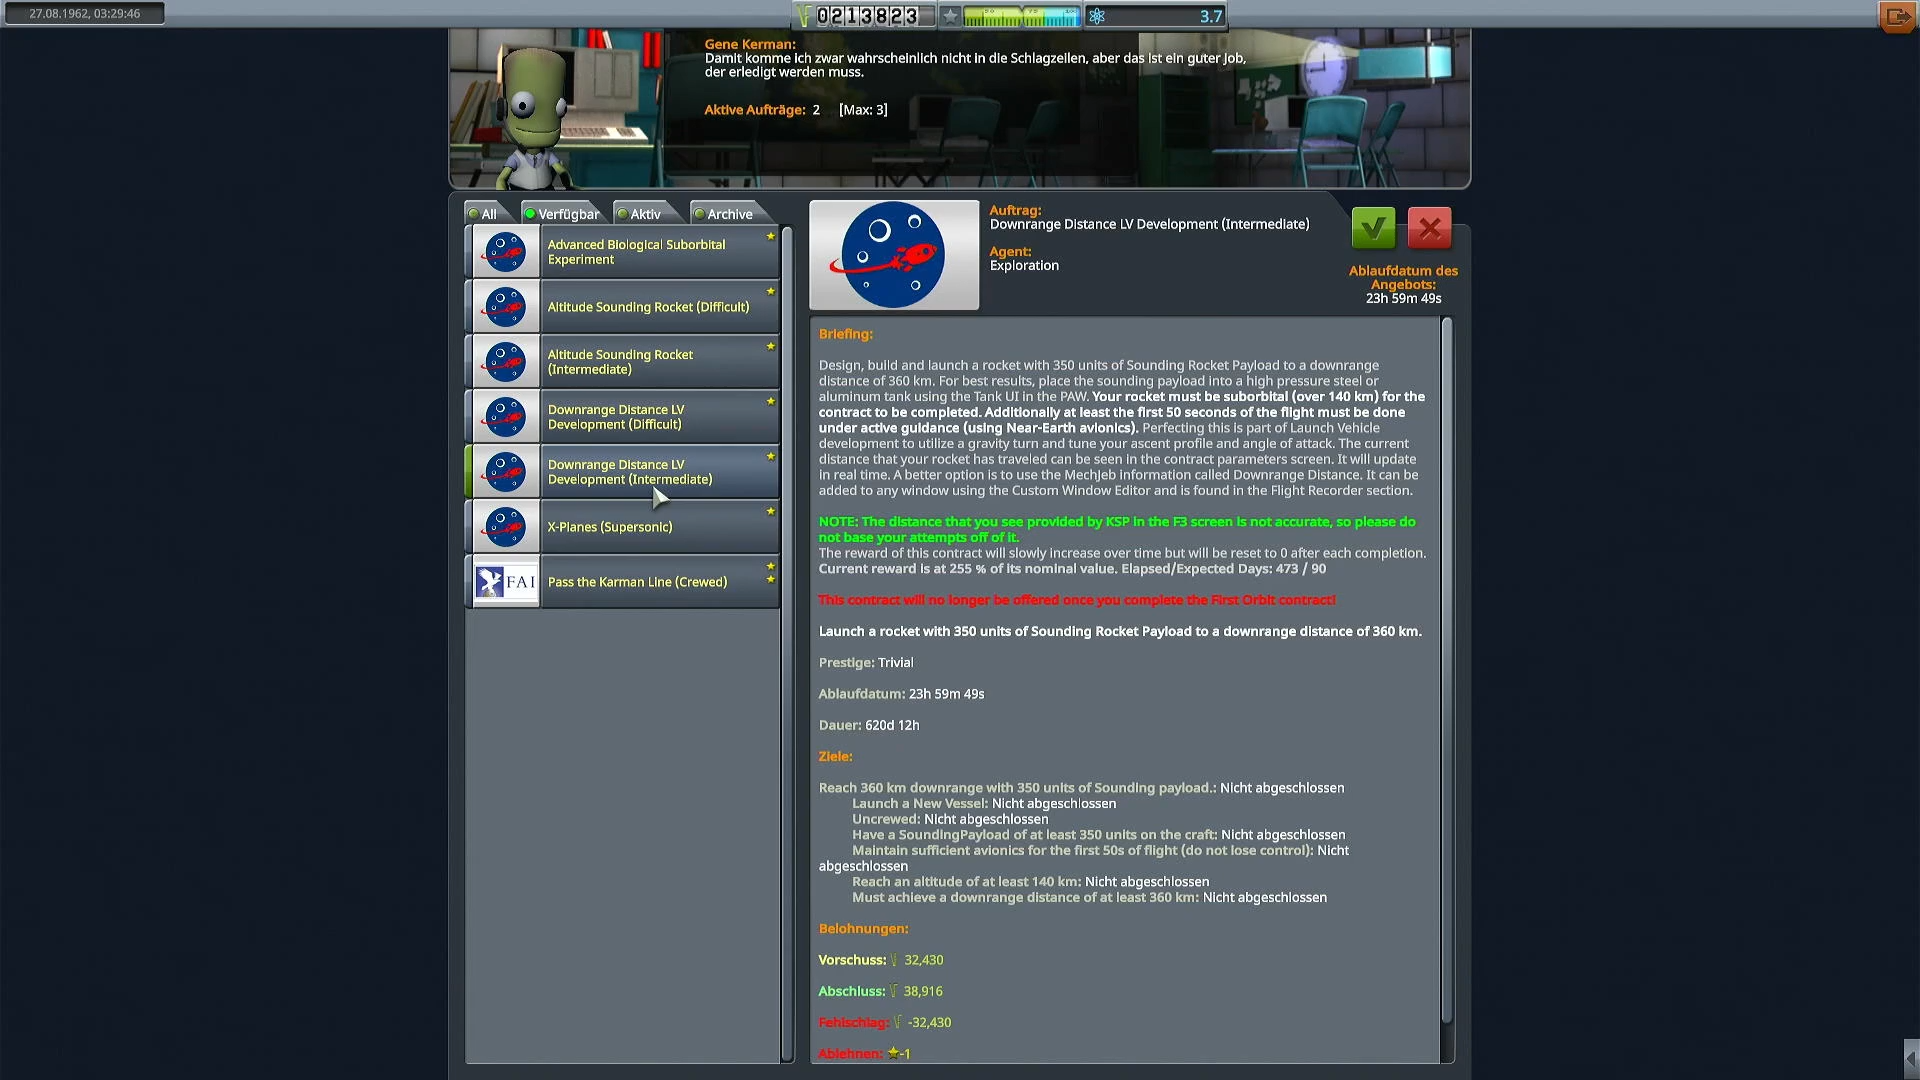 27.08.1962, 03:29:46
0213823
3.7
Gene Kerman:
Damit komme ich zwar wahrscheinlich nicht in die Schlagzeilen, aber das ist ein guter Job,
der erledigt werden muss.
Aktive Aufträge: 2 [Max: 3]
All
Verfügbar
Aktiv
Archive
Advanced Biological Suborbital
Experiment
Altitude Sounding Rocket (Difficult)
Altitude Sounding Rocket
(Intermediate)
Downrange Distance LV
Development (Difficult)
Downrange Distance LV
Development (Intermediate)
X-Planes (Supersonic)
FAI
Pass the Karman Line (Crewed)
Auftrag:
Downrange Distance LV Development (Intermediate)
Agent:
Exploration
Ablaufdatum des
Angebots:
23h 59m 49s
Briefing:
Design, build and launch a rocket with 350 units of Sounding Rocket Payload to a downrange
distance of 360 km. For best results, place the sounding payload into a high pressure steel or
aluminum tank using the Tank UI in the PAW. Your rocket must be suborbital (over 140 km) for the
contract to be completed. Additionally at least the first 50 seconds of the flight must be done
under active guidance (using Near-Earth avionics). Perfecting this is part of Launch Vehicle
development to utilize a gravity turn and tune your ascent profile and angle of attack. The current
distance that your rocket has traveled can be seen in the contract parameters screen. It will update
in real time. A better option is to use the MechJeb information called Downrange Distance. It can be
added to any window using the Custom Window Editor and is found in the Flight Recorder section.
NOTE: The distance that you see provided by KSP in the F3 screen is not accurate, so please do
not base your attempts off of it.
The reward of this contract will slowly increase over time but will be reset to 0 after each completion.
Current reward is at 255 % of its nominal value. Elapsed/Expected Days: 473 / 90
This contract will no longer be offered once you complete the First Orbit contract!
Launch a rocket with 350 units of Sounding Rocket Payload to a downrange distance of 360 km.
Prestige: Trivial
Ablaufdatum: 23h 59m 49s
Dauer: 620d 12h
Ziele:
Reach 360 km downrange with 350 units of Sounding payload.: Nicht abgeschlossen
Launch a New Vessel: Nicht abgeschlossen
Uncrewed: Nicht abgeschlossen
Have a SoundingPayload of at least 350 units on the craft: Nicht abgeschlossen
Maintain sufficient avionics for the first 50s of flight (do not lose control): Nicht
abgeschlossen
Reach an altitude of at least 140 km: Nicht abgeschlossen
Must achieve a downrange distance of at least 360 km: Nicht abgeschlossen
Belohnungen:
Vorschuss: 32,430
Abschluss: 38,916
Fehlschlag: -32,430
Ablehnen: -1